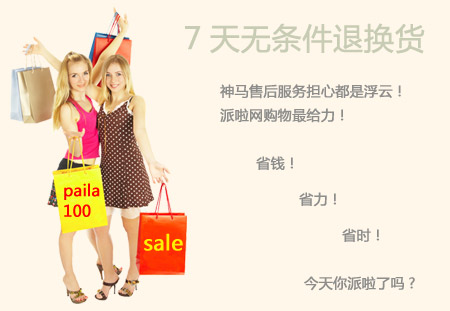 7天无条件退换货
神马售后服务担心都是浮云！
派啦网购物最给力！
省钱！
省力！
省时！
今天你派啦了吗？
paila
100
sale